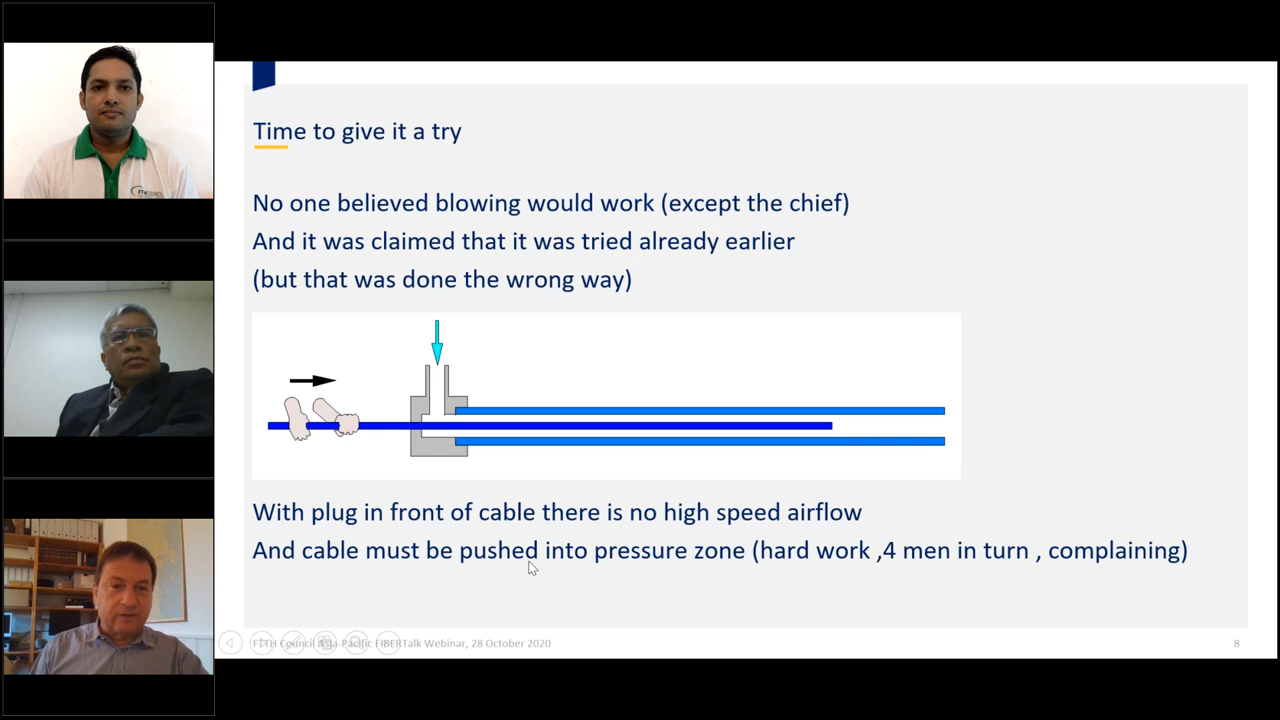 Time to give it a try
No one believed blowing would work (except the chief)
And it was claimed that it was tried already earlier
(but that was done the wrong way)
With plug in front of cable there is no high speed airflow
And cable must be pushed into pressure zone (hard work ,4 men in turn , complaining)
FTTH Council Asia-Pacific FIBERTalk Webinar, 28 October 2020
8